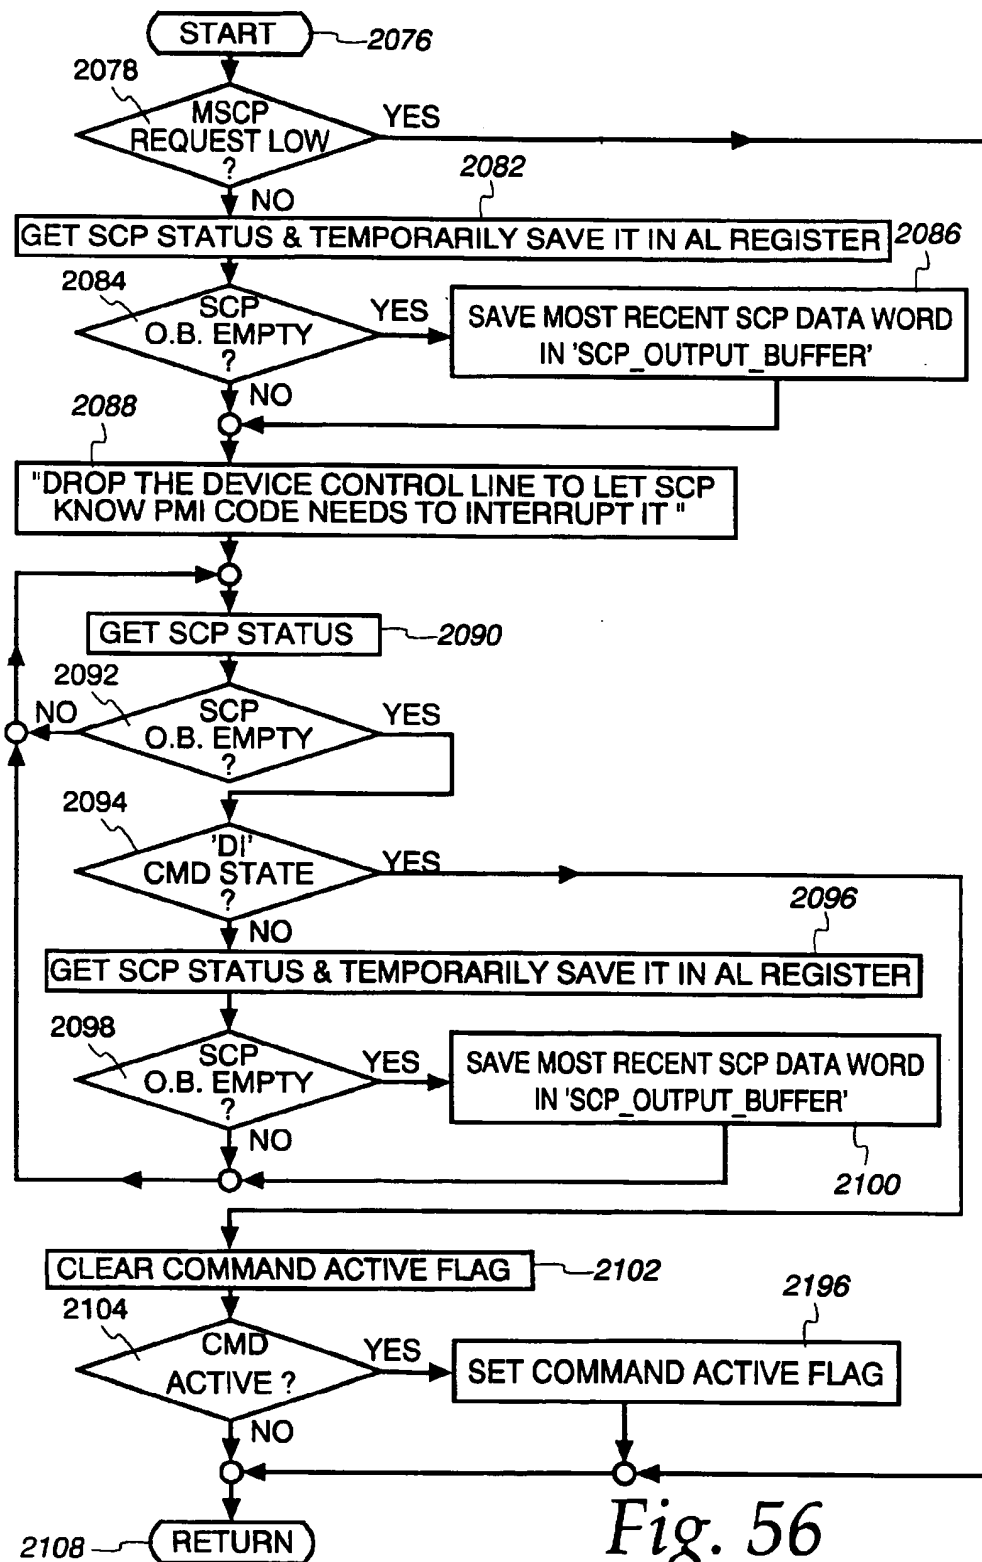 START
2076
2078
MSCP
REQUEST LOW
?
YES
NO
2082
GET SCP STATUS & TEMPORARILY SAVE IT IN AL REGISTER
2086
2084
SCP
O.B. EMPTY
?
YES
SAVE MOST RECENT SCP DATA WORD
IN 'SCP_OUTPUT_BUFFER'
NO
2088
"DROP THE DEVICE CONTROL LINE TO LET SCP
KNOW PMI CODE NEEDS TO INTERRUPT IT "
GET SCP STATUS
2090
2092
NO
SCP
O.B. EMPTY
?
YES
2094
'DI'
CMD STATE
?
YES
NO
2096
GET SCP STATUS & TEMPORARILY SAVE IT IN AL REGISTER
2098
SCP
O.B. EMPTY
?
YES
SAVE MOST RECENT SCP DATA WORD
IN 'SCP_OUTPUT_BUFFER'
NO
2100
CLEAR COMMAND ACTIVE FLAG
2102
2104
CMD
ACTIVE ?
YES
2196
SET COMMAND ACTIVE FLAG
NO
2108
RETURN
Fig. 56